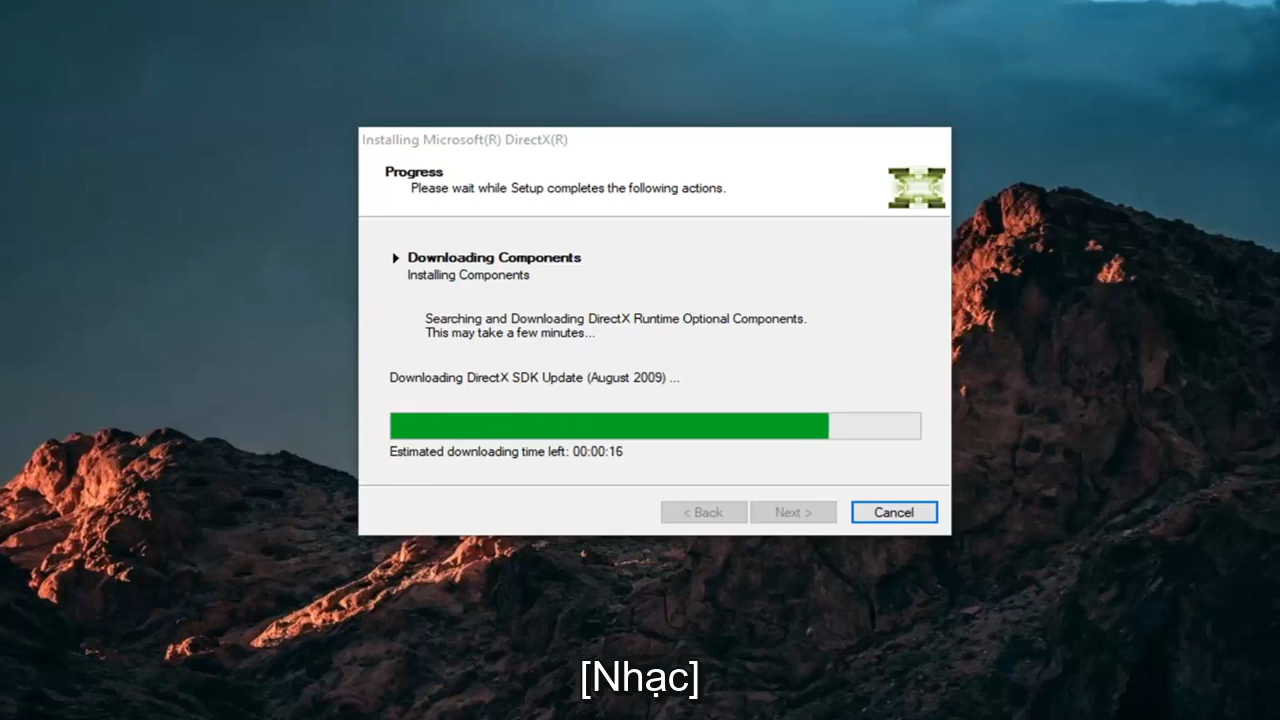 Installing Microsoft(R) DirectX(R)
Progress
Please wait while Setup completes the following actions.
Downloading Components
Installing Components
Searching and Downloading DirectX Runtime Optional Components.
This may take a few minutes...
Downloading DirectX SDK Update (August 2009) ...
Estimated downloading time left: 00:00:16
< Back
Next >
Cancel
[Nhạc]